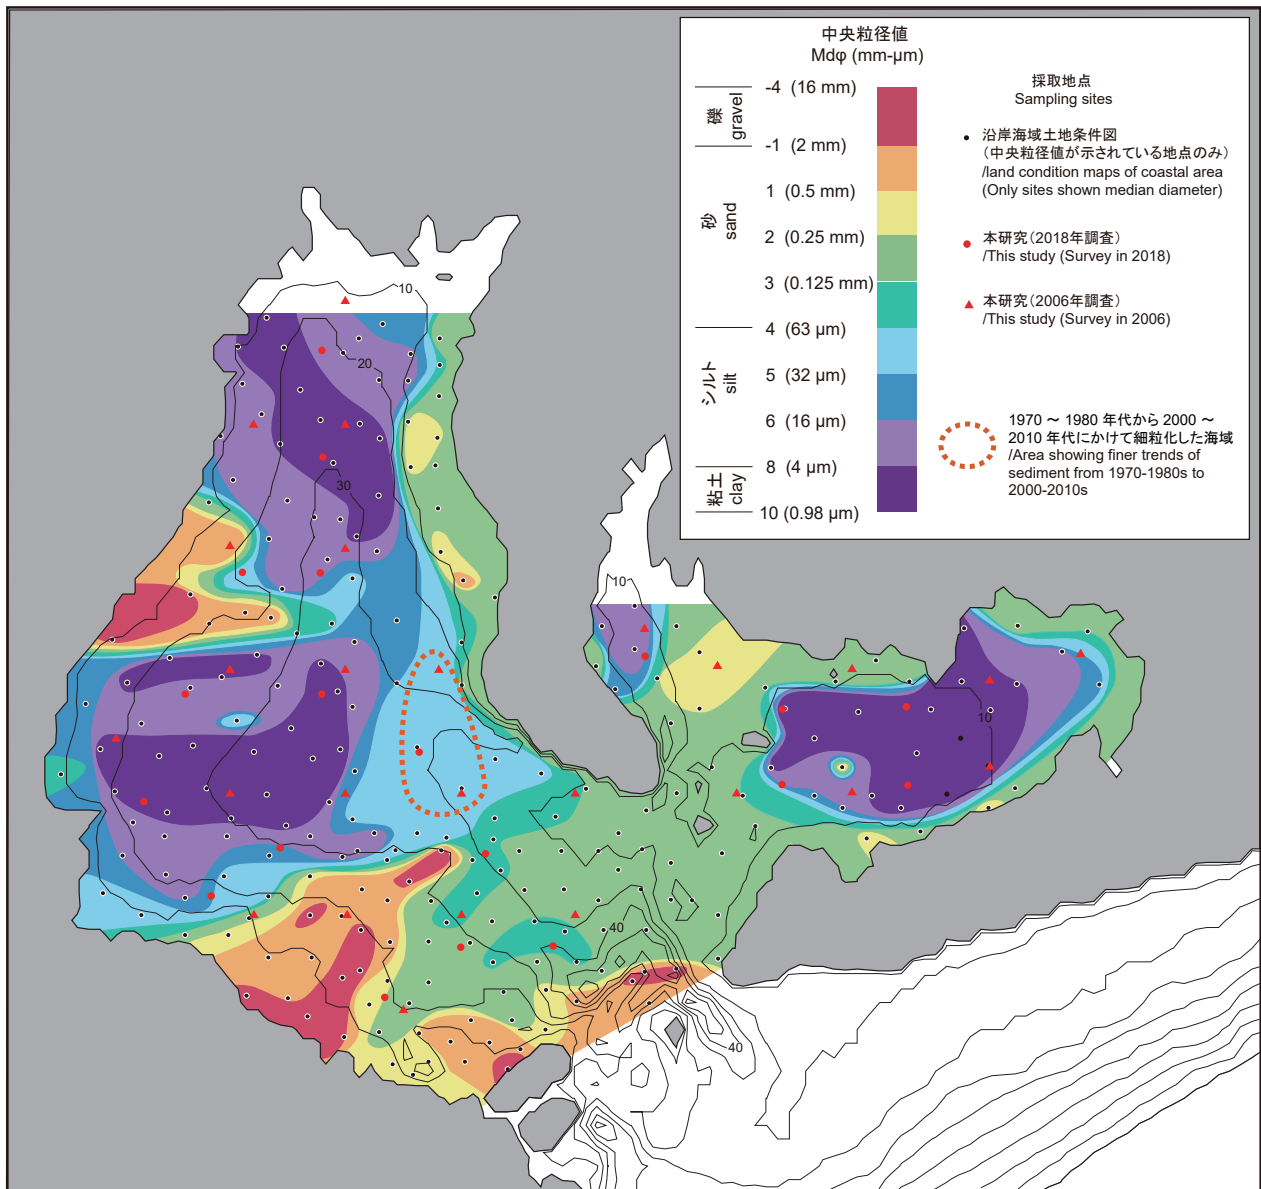 中央粒径値
Mdφ (mm-μm)
-4 (16 mm)
-1 (2 mm)
1 (0.5 mm)
2 (0.25 mm)
3 (0.125 mm)
4 (63 μm)
5 (32 μm)
6 (16 μm)
8 (4 μm)
10 (0.98 μm)
礫
gravel
砂
sand
シルト
silt
粘土
clay
採取地点
Sampling sites
沿岸海域土地条件図
（中央粒径値が示されている地点のみ）
/land condition maps of coastal area
(Only sites shown median diameter)
本研究（2018年調査）
/This study (Survey in 2018)
本研究（2006年調査）
/This study (Survey in 2006)
1970 ～ 1980 年代から 2000 ～
2010 年代にかけて細粒化した海域
/Area showing finer trends of
sediment from 1970-1980s to
2000-2010s
10
20
30
10
10
40
40